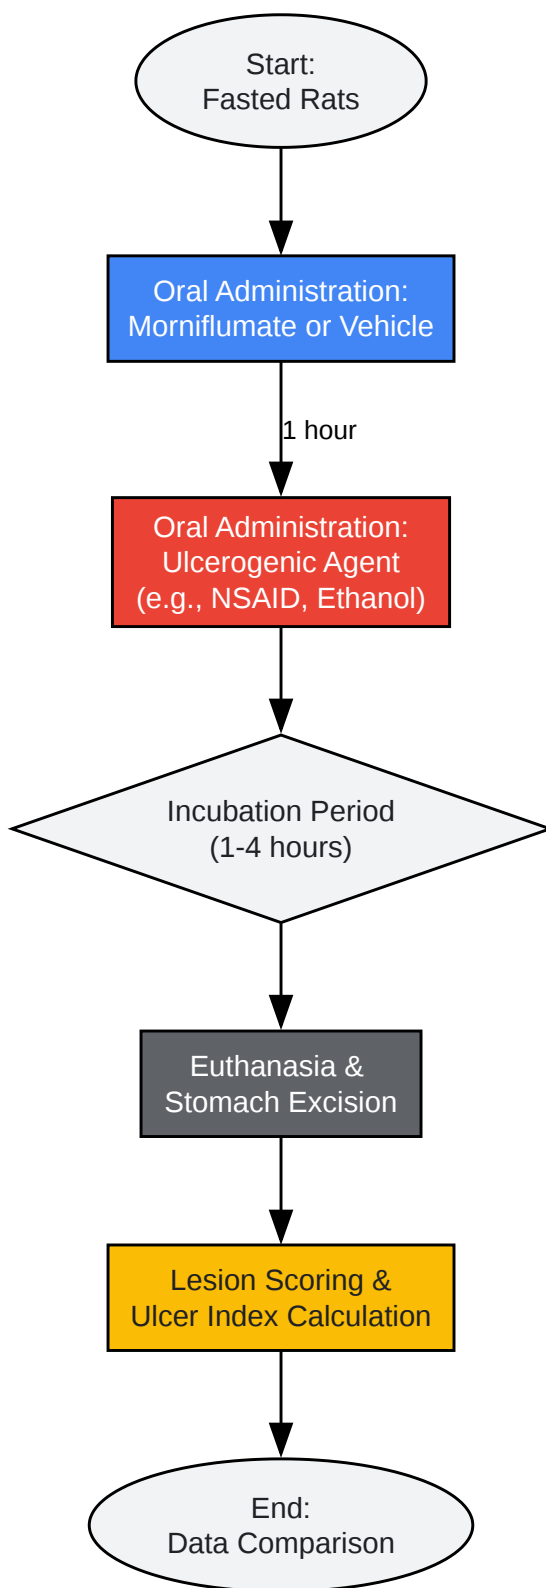 Start:
Fasted Rats
Oral Administration:
Morniflumate or Vehicle
1 hour
Oral Administration:
Ulcerogenic Agent
(e.g., NSAID, Ethanol)
Incubation Period
(1-4 hours)
Euthanasia &
Stomach Excision
Lesion Scoring &
Ulcer Index Calculation
End:
Data Comparison